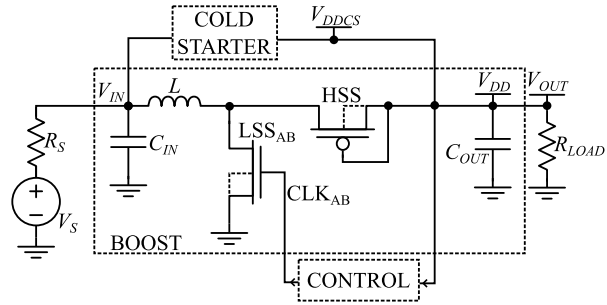 COLD
STARTER
V_DDCS
V_IN
L
HSS
V_DD
V_OUT
R_S
C_IN
LSS_AB
CLK_AB
C_OUT
R_LOAD
V_S
BOOST
CONTROL